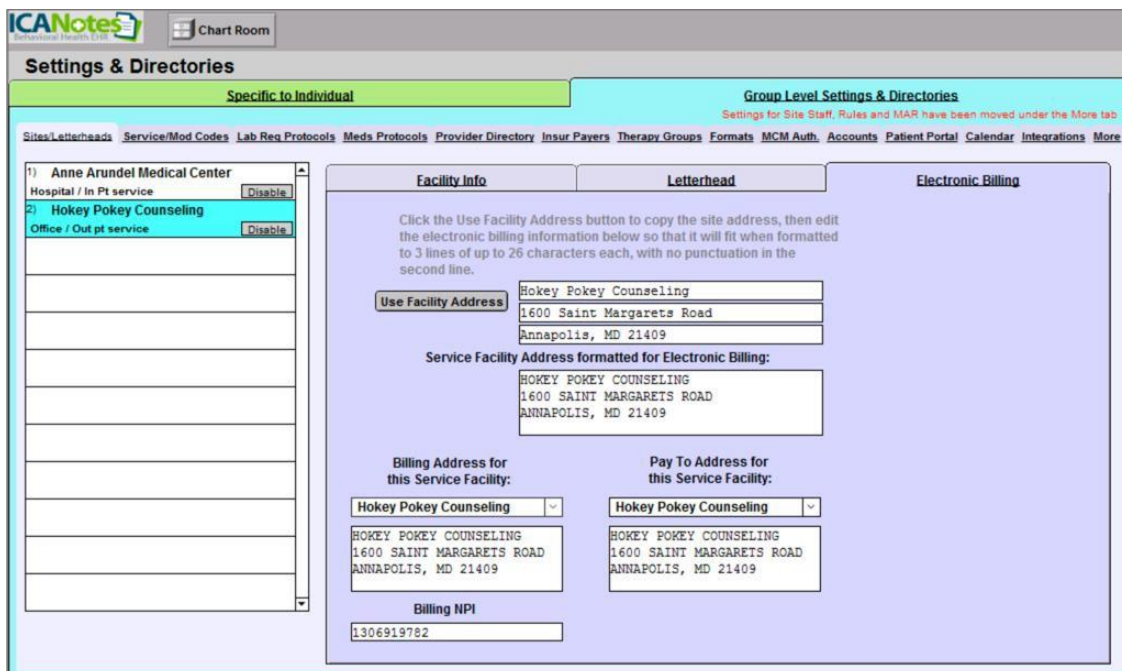 ICANotes
Behavioral Health EHR
Chart Room
Settings & Directories
Specific to Individual
Group Level Settings & Directories
Settings for Site Staff, Rules and MAR have been moved under the More tab
Sites/Letterheads Service/Mod Codes Lab Req Protocols Meds Protocols Provider Directory Insur Payers Therapy Groups Formats MCM Auth. Accounts Patient Portal Calendar Integrations More
1) Anne Arundel Medical Center
Hospital / In Pt service Disable
2) Hokey Pokey Counseling
Office / Out pt service Disable
Facility Info Letterhead Electronic Billing
Click the Use Facility Address button to copy the site address, then edit
the electronic billing information below so that it will fit when formatted
to 3 lines of up to 26 characters each, with no punctuation in the
second line.
Use Facility Address
Hokey Pokey Counseling
1600 Saint Margarets Road
Annapolis, MD 21409
Service Facility Address formatted for Electronic Billing:
HOKEY POKEY COUNSELING
1600 SAINT MARGARETS ROAD
ANNAPOLIS, MD 21409
Billing Address for
this Service Facility:
Hokey Pokey Counseling
HOKEY POKEY COUNSELING
1600 SAINT MARGARETS ROAD
ANNAPOLIS, MD 21409
Pay To Address for
this Service Facility:
Hokey Pokey Counseling
HOKEY POKEY COUNSELING
1600 SAINT MARGARETS ROAD
ANNAPOLIS, MD 21409
Billing NPI
1306919782